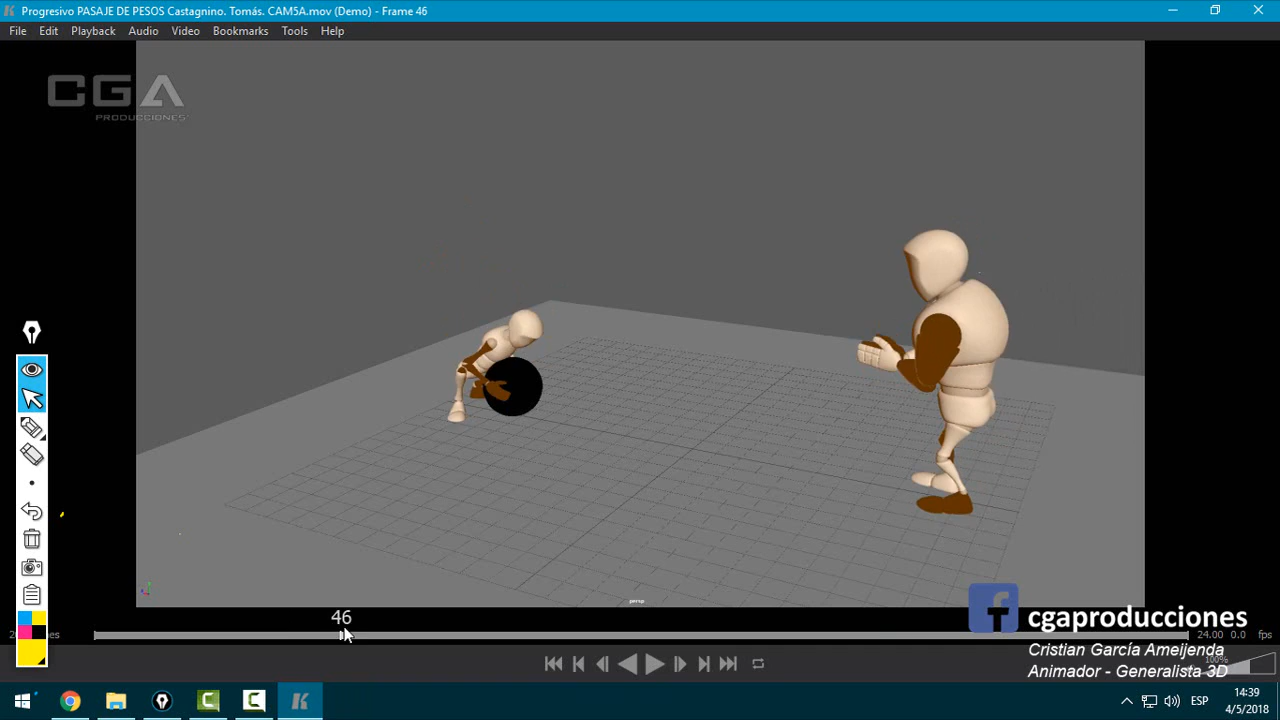 Progresivo PASAJE DE PESOS Castagnino. Tomás. CAM5A.mov (Demo) - Frame 46
File Edit Playback Audio Video Bookmarks Tools Help
CGA
PRODUCCIONES
persp
46
24.00 0.0 fps
cgaproducciones
Cristian García Ameijenda
Animador - Generalista 3D
100%
ESP
14:39
4/5/2018